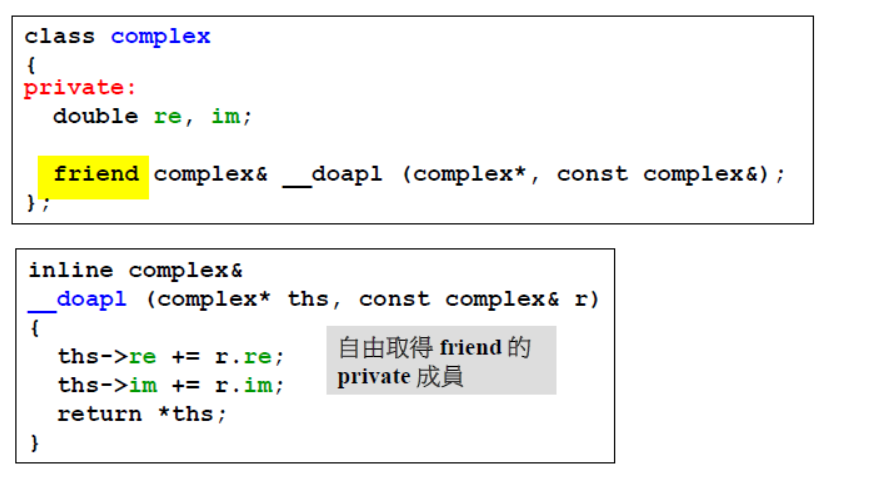 class complex
{
private:
  double re, im;
  friend complex& __doapl (complex*, const complex&);
};
inline complex&
__doapl (complex* ths, const complex& r)
{
  ths->re += r.re;
  ths->im += r.im;
  return *ths;
}
自由取得 friend 的
private 成員